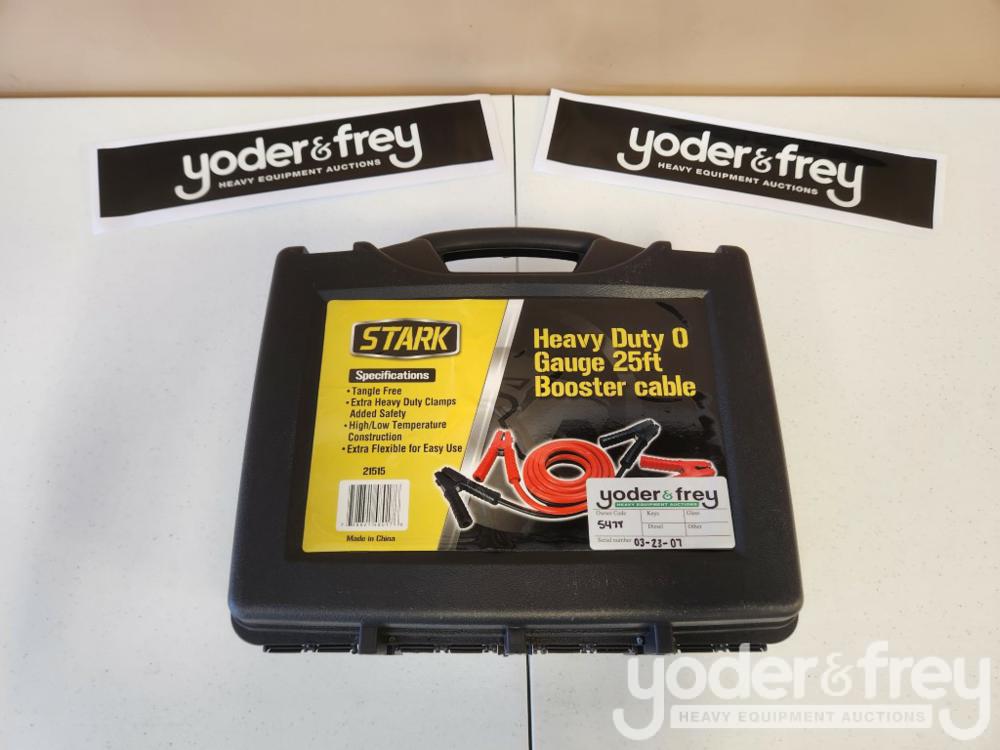 yoder&frey
HEAVY EQUIPMENT AUCTIONS
yoder&frey
HEAVY EQUIPMENT AUCTIONS
STARK
Specifications
• Tangle Free
• Extra Heavy Duty Clamps
Added Safety
• High/Low Temperature
Construction
• Extra Flexible for Easy Use
21515
Made in China
Heavy Duty 0
Gauge 25ft
Booster cable
yoder&frey
HEAVY EQUIPMENT AUCTIONS
Owner Code Keys Glass
Diesel Other
Serial number 03-23-07
yoder&frey
HEAVY EQUIPMENT AUCTIONS